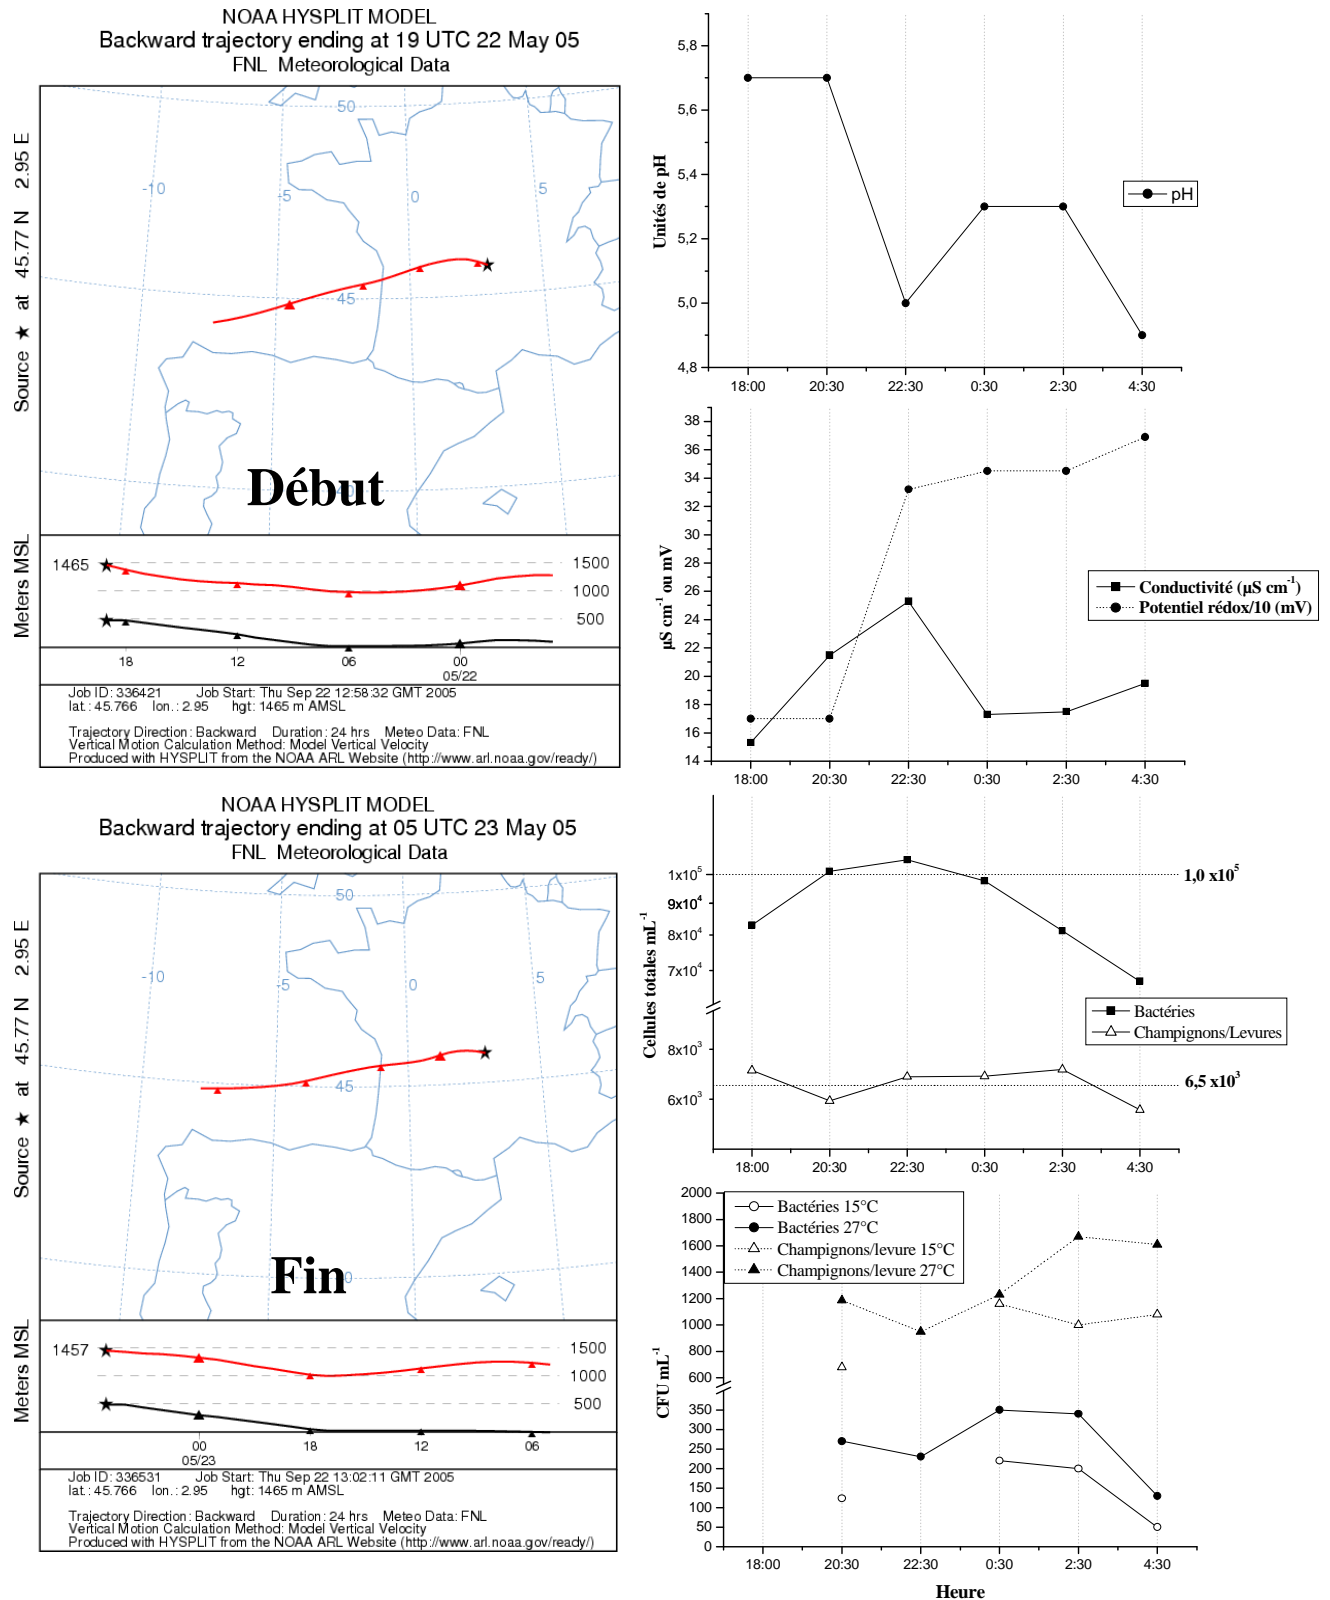 NOAA HYSPLIT MODEL
Backward trajectory ending at 19 UTC 22 May 05
FNL Meteorological Data
Source ★ at 45.77 N 2.95 E
50
-10
-5
0
5
45
Début
Meters MSL
1465
1500
1000
500
18
12
06
00
05/22
Job ID: 336421 Job Start: Thu Sep 22 12:58:32 GMT 2005
lat.: 45.766 lon.: 2.95 hgt: 1465 m AMSL
Trajectory Direction: Backward Duration: 24 hrs Meteo Data: FNL
Vertical Motion Calculation Method: Model Vertical Velocity
Produced with HYSPLIT from the NOAA ARL Website (http://www.arl.noaa.gov/ready/)
NOAA HYSPLIT MODEL
Backward trajectory ending at 05 UTC 23 May 05
FNL Meteorological Data
Source ★ at 45.77 N 2.95 E
50
-10
-5
0
5
45
Fin
Meters MSL
1457
1500
1000
500
00
18
12
06
05/23
Job ID: 336531 Job Start: Thu Sep 22 13:02:11 GMT 2005
lat.: 45.766 lon.: 2.95 hgt: 1465 m AMSL
Trajectory Direction: Backward Duration: 24 hrs Meteo Data: FNL
Vertical Motion Calculation Method: Model Vertical Velocity
Produced with HYSPLIT from the NOAA ARL Website (http://www.arl.noaa.gov/ready/)
Unités de pH
5,8
5,6
5,4
5,2
5,0
4,8
pH
18:00 20:30 22:30 0:30 2:30 4:30
µS cm⁻¹ ou mV
38
36
34
32
30
28
26
24
22
20
18
16
14
Conductivité (µS cm⁻¹)
Potentiel rédox/10 (mV)
18:00 20:30 22:30 0:30 2:30 4:30
Cellules totales mL⁻¹
1x10⁵
9x10⁴
8x10⁴
7x10⁴
8x10³
6x10³
1,0 x10⁵
6,5 x10³
Bactéries
Champignons/Levures
18:00 20:30 22:30 0:30 2:30 4:30
CFU mL⁻¹
2000
1800
1600
1400
1200
1000
800
600
350
300
250
200
150
100
50
0
Bactéries 15°C
Bactéries 27°C
Champignons/levure 15°C
Champignons/levure 27°C
18:00 20:30 22:30 0:30 2:30 4:30
Heure